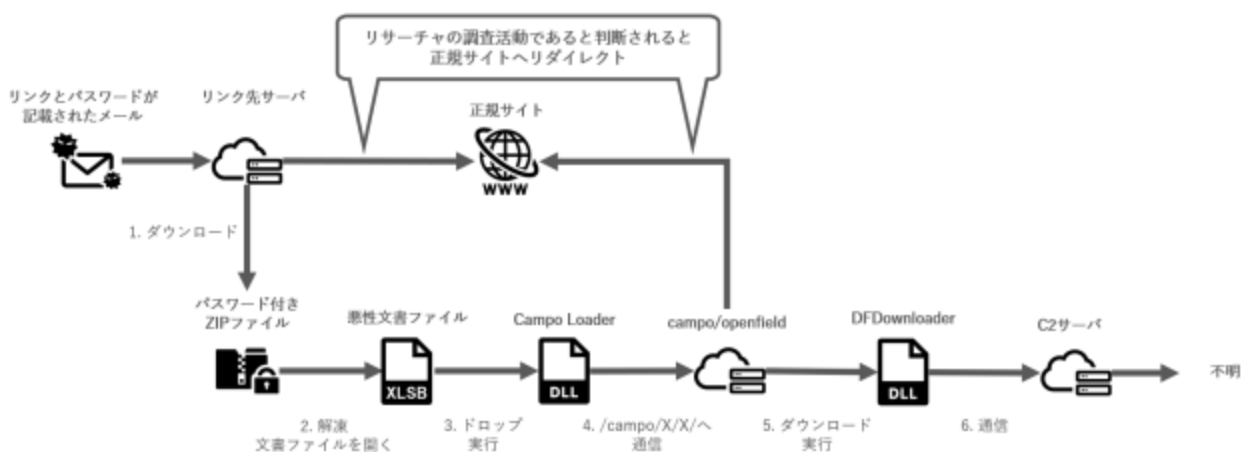 リサーチャの調査活動であると判断されると
正規サイトへリダイレクト
リンクとパスワードが
記載されたメール
リンク先サーバ
正規サイト
WWW
1. ダウンロード
パスワード付き
ZIPファイル
悪性文書ファイル
Campo Loader
campo/openfield
DFDownloader
C2サーバ
XLSB
DLL
DLL
不明
2. 解凍
文書ファイルを開く
3. ドロップ
実行
4. /campo/X/X/へ
通信
5. ダウンロード
実行
6. 通信